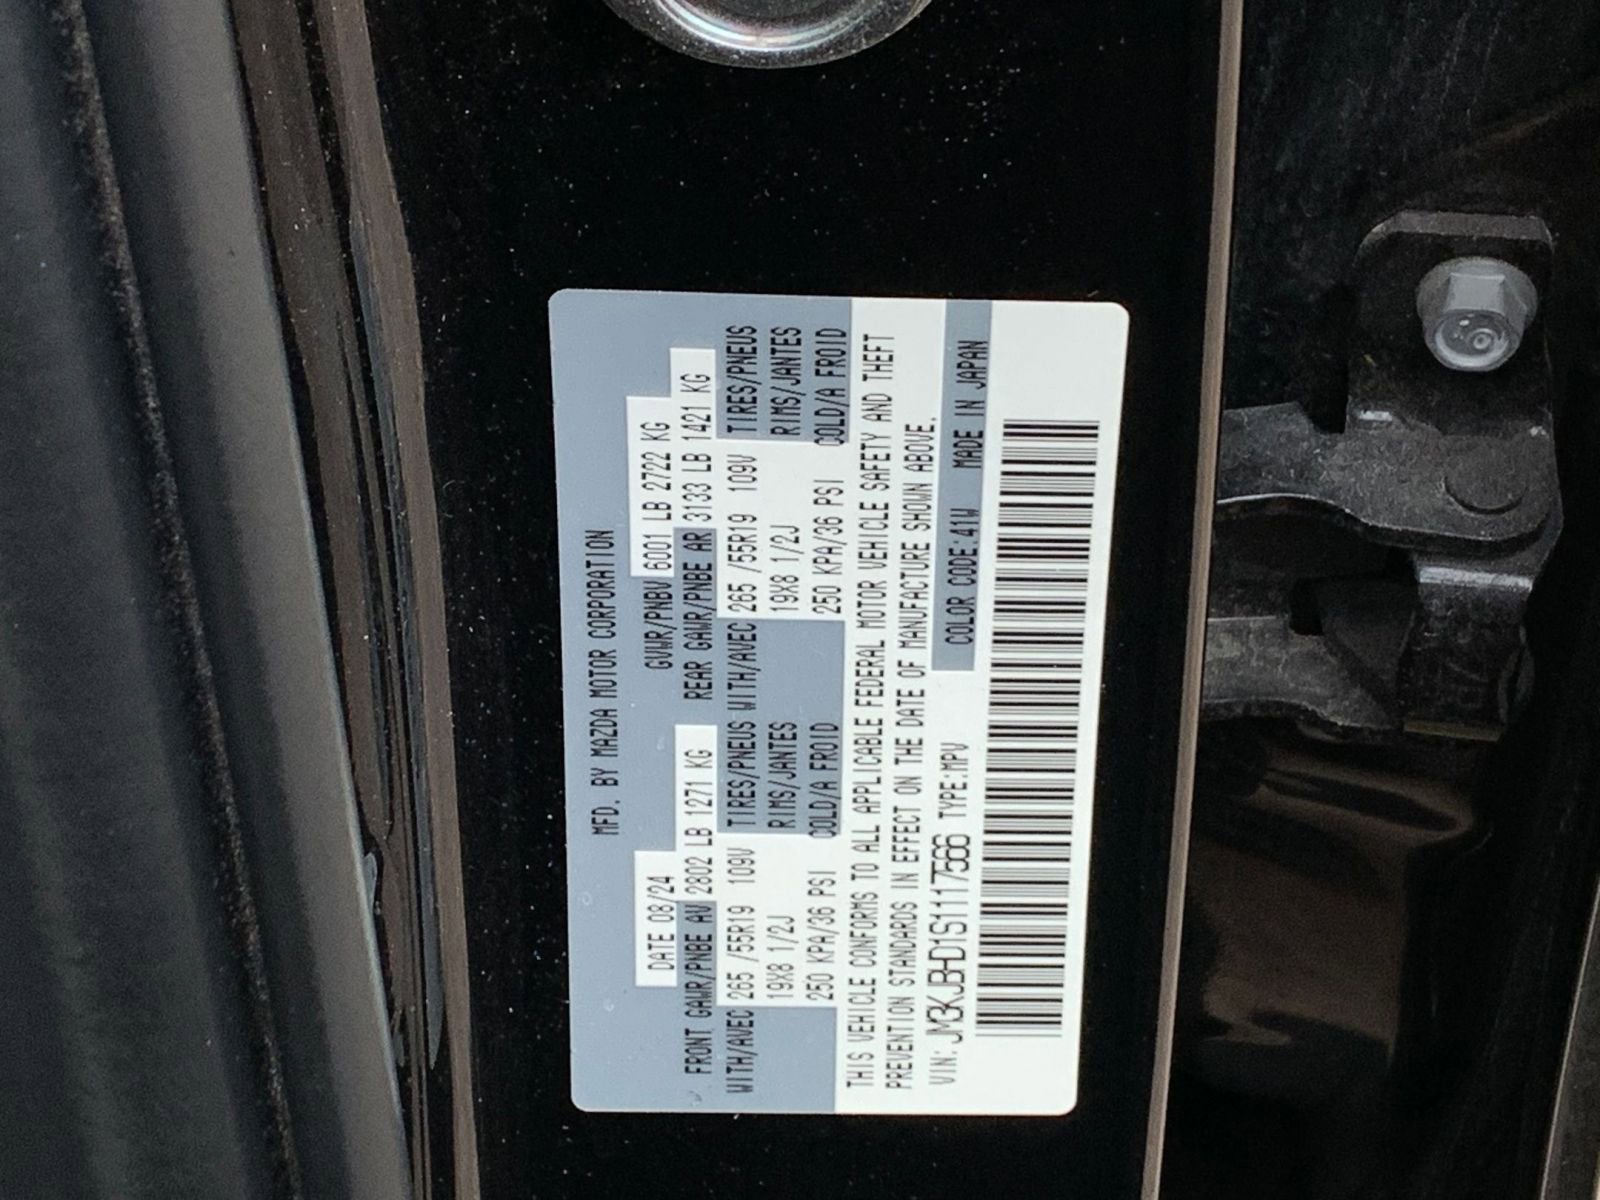 MFD. BY MAZDA MOTOR CORPORATION
DATE 08/24 GVWR/PNBV 6001 LB 2722 KG
FRONT GAWR/PNBE AV 2802 LB 1271 KG REAR GAWR/PNBE AR 3133 LB 1421 KG
WITH/AVEC 265 /55R19 109V TIRES/PNEUS WITH/AVEC 265 /55R19 109V TIRES/PNEUS
19X8 1/2J RIMS/JANTES 19X8 1/2J RIMS/JANTES
250 KPA/36 PSI COLD/A FROID 250 KPA/36 PSI COLD/A FROID
THIS VEHICLE CONFORMS TO ALL APPLICABLE FEDERAL MOTOR VEHICLE SAFETY AND THEFT
PREVENTION STANDARDS IN EFFECT ON THE DATE OF MANUFACTURE SHOWN ABOVE.
VIN: JM3KJBHD1S1117566 TYPE:MPV COLOR CODE:41W MADE IN JAPAN